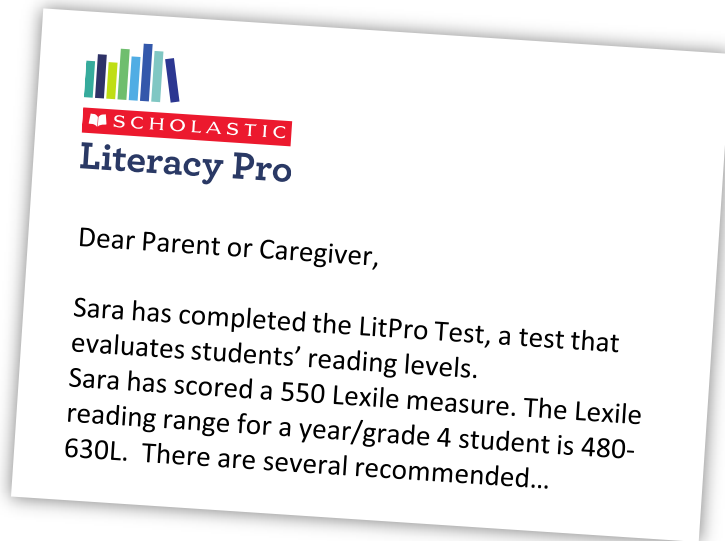 SCHOLASTIC
Literacy Pro
Dear Parent or Caregiver,
Sara has completed the LitPro Test, a test that
evaluates students’ reading levels.
Sara has scored a 550 Lexile measure. The Lexile
reading range for a year/grade 4 student is 480-
630L.  There are several recommended…